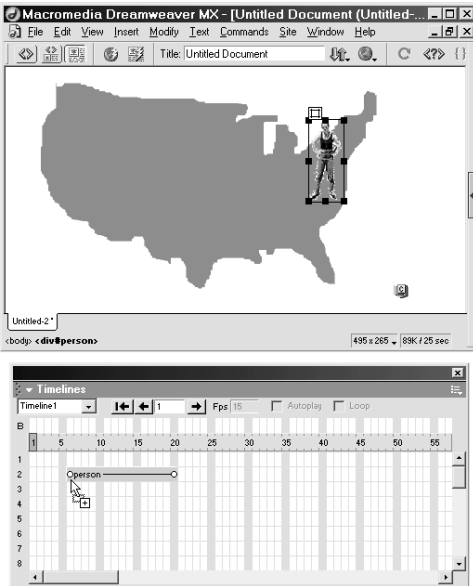 Macromedia Dreamweaver MX - [Untitled Document (Untitled-...
File Edit View Insert Modify Text Commands Site Window Help
Title: Untitled Document
C
Untitled-2*
<body> <div#person>
495 x 265 89K / 25 sec
Timelines
Timeline1 1 Fps 15 Autoplay Loop
B
1 5 10 15 20 25 30 35 40 45 50 55
1
2 person
3
4
5
6
7
8